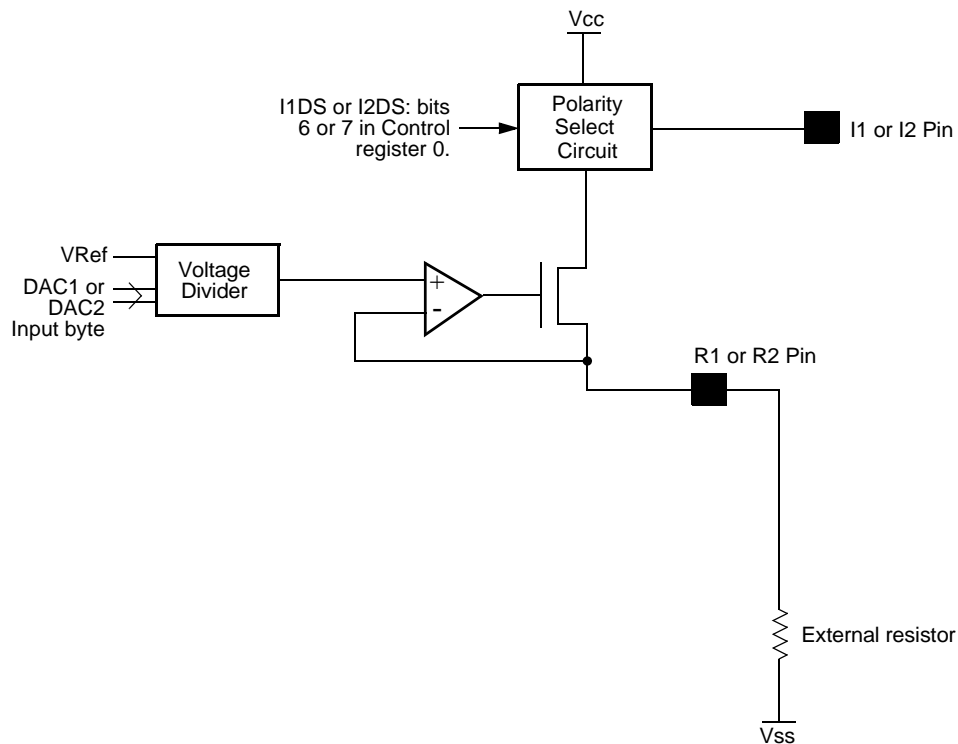 Vcc
I1DS or I2DS: bits
6 or 7 in Control
register 0.
Polarity
Select
Circuit
I1 or I2 Pin
VRef
DAC1 or
DAC2
Input byte
Voltage
Divider
+
-
R1 or R2 Pin
External resistor
Vss